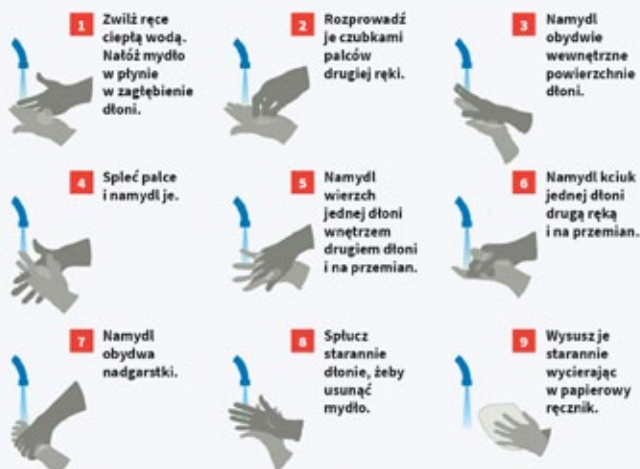 1
Zwilż ręce
ciepłą wodą.
Nałóż mydło
w płynie
w zagłębienie
dłoni.
2
Rozprowadź
je czubkami
palców
drugiej ręki.
3
Namydl
obydwie
wewnętrzne
powierzchnie
dłoni.
4
Spleć palce
i namydl je.
5
Namydl
wierzch
jednej dłoni
wnętrzem
drugiem dłoni
i na przemian.
6
Namydl kciuk
jednej dłoni
drugą ręką
i na przemian.
7
Namydl
obydwa
nadgarstki.
8
Spłucz
starannie
dłonie, żeby
usunąć
mydło.
9
Wysusz je
starannie
wycierając
w papierowy
ręcznik.